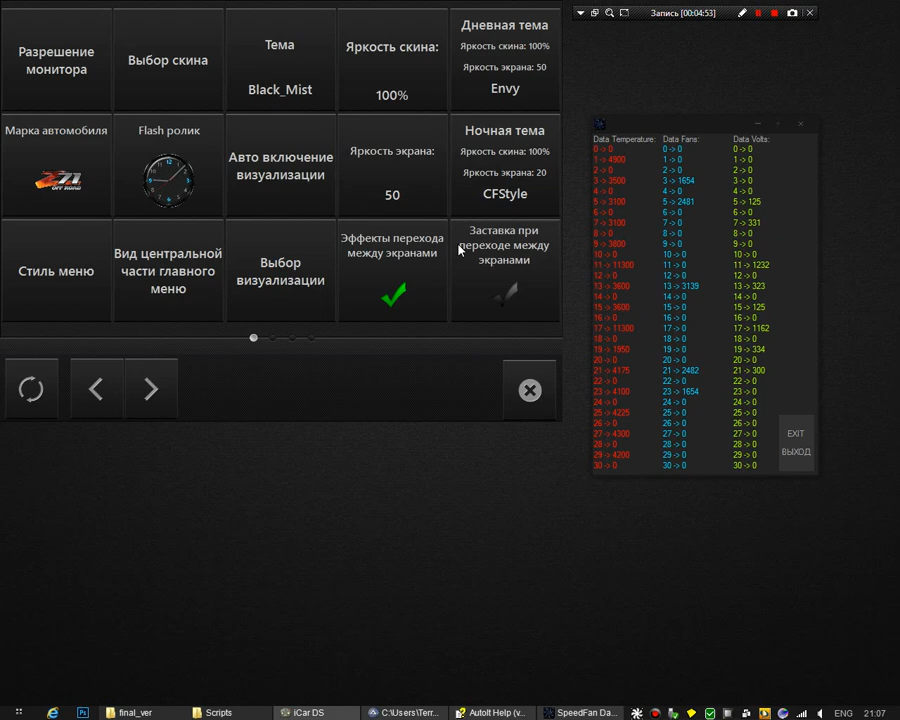 Запись [00:04:53]
Разрешение
монитора
Выбор скина
Тема
Black_Mist
Яркость скина:
100%
Дневная тема
Яркость скина: 100%
Яркость экрана: 50
Envy
Марка автомобиля
Z71
OFF ROAD
Flash ролик
Авто включение
визуализации
Яркость экрана:
50
Ночная тема
Яркость скина: 100%
Яркость экрана: 20
CFStyle
Стиль меню
Вид центральной
части главного
меню
Выбор
визуализации
Эффекты перехода
между экранами
Заставка при
переходе между
экранами
Data Temperature: Data Fans: Data Volts:
0 -> 0 0 -> 0 0 -> 0
1 -> 4900 1 -> 0 1 -> 0
2 -> 0 2 -> 0 2 -> 0
3 -> 3500 3 -> 1654 3 -> 0
4 -> 0 4 -> 0 4 -> 0
5 -> 3100 5 -> 2481 5 -> 125
6 -> 0 6 -> 0 6 -> 0
7 -> 3100 7 -> 0 7 -> 331
8 -> 0 8 -> 0 8 -> 0
9 -> 3800 9 -> 0 9 -> 0
10 -> 0 10 -> 0 10 -> 0
11 -> 11300 11 -> 0 11 -> 1232
12 -> 0 12 -> 0 12 -> 0
13 -> 3600 13 -> 3139 13 -> 323
14 -> 0 14 -> 0 14 -> 0
15 -> 3600 15 -> 0 15 -> 125
16 -> 0 16 -> 0 16 -> 0
17 -> 11300 17 -> 0 17 -> 1162
18 -> 0 18 -> 0 18 -> 0
19 -> 1950 19 -> 0 19 -> 334
20 -> 0 20 -> 0 20 -> 0
21 -> 4175 21 -> 2482 21 -> 300
22 -> 0 22 -> 0 22 -> 0
23 -> 4100 23 -> 1654 23 -> 0
24 -> 0 24 -> 0 24 -> 0
25 -> 4225 25 -> 0 25 -> 0
26 -> 0 26 -> 0 26 -> 0
27 -> 4300 27 -> 0 27 -> 0
28 -> 0 28 -> 0 28 -> 0
29 -> 4200 29 -> 0 29 -> 0
30 -> 0 30 -> 0 30 -> 0
EXIT
ВЫХОД
final_ver
Scripts
iCar DS
C:\Users\Terr...
AutoIt Help (v...
SpeedFan Da...
ENG
21:07